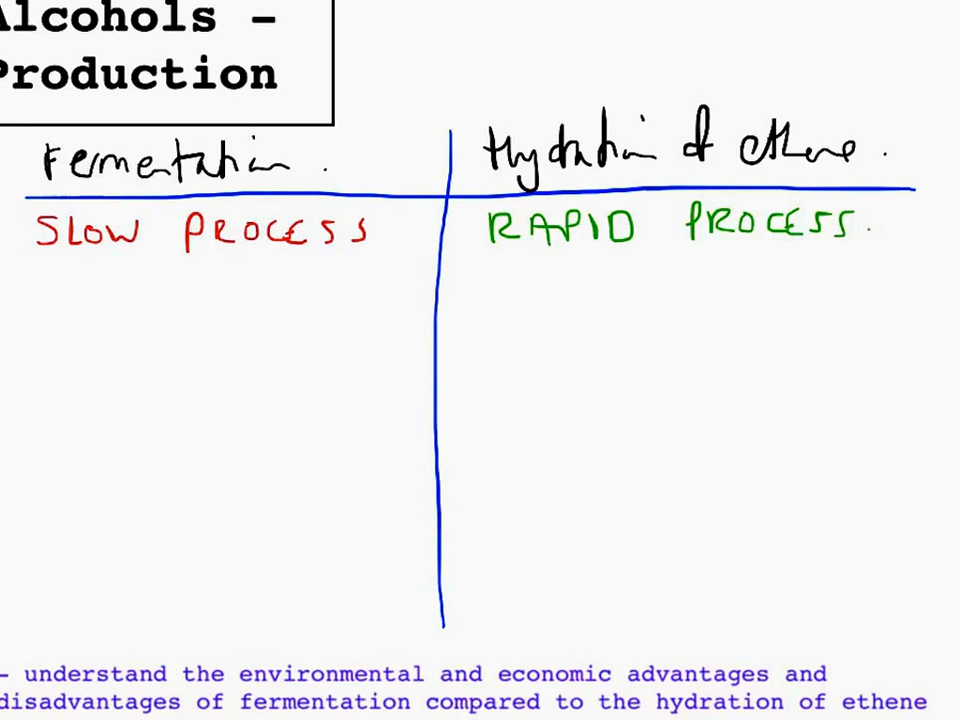 Alcohols -
Production
Fermentation.
Hydration of ethene.
SLOW PROCESS
RAPID PROCESS.
- understand the environmental and economic advantages and
disadvantages of fermentation compared to the hydration of ethene